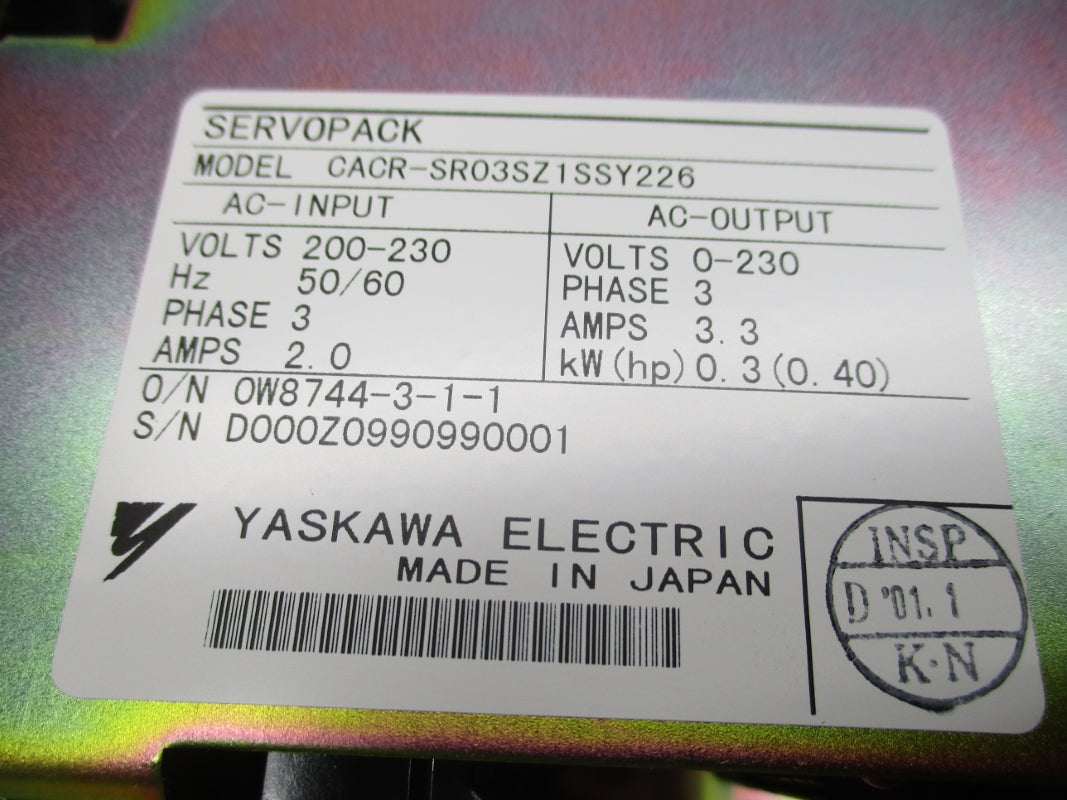 SERVOPACK
MODEL CACR-SR03SZ1SSY226
AC-INPUT
VOLTS 200-230
Hz 50/60
PHASE 3
AMPS 2.0
AC-OUTPUT
VOLTS 0-230
PHASE 3
AMPS 3.3
kW(hp) 0.3(0.40)
O/N OW8744-3-1-1
S/N D000Z0990990001
YASKAWA ELECTRIC
MADE IN JAPAN
INSP
D '01. 1
K·N